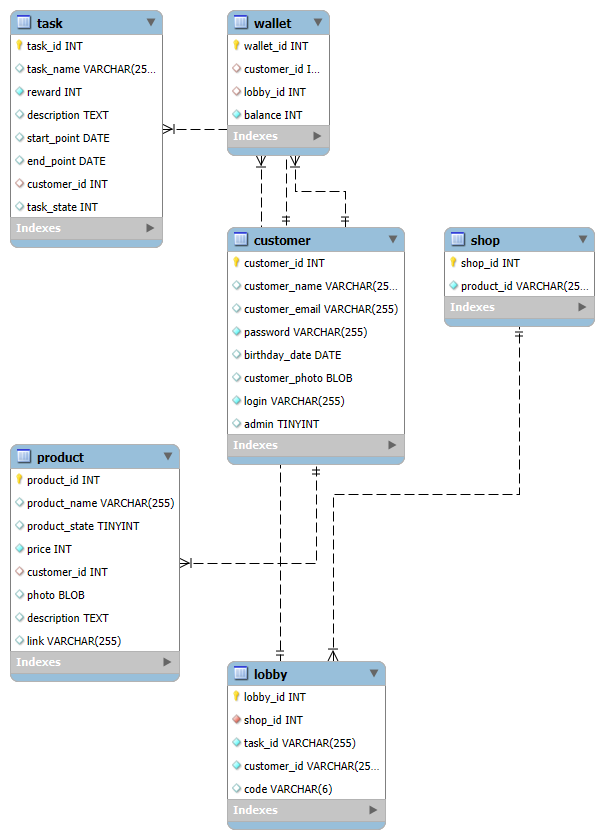 task
task_id INT
task_name VARCHAR(25...
reward INT
description TEXT
start_point DATE
end_point DATE
customer_id INT
task_state INT
Indexes
wallet
wallet_id INT
customer_id I...
lobby_id INT
balance INT
Indexes
customer
customer_id INT
customer_name VARCHAR(25...
customer_email VARCHAR(255)
password VARCHAR(255)
birthday_date DATE
customer_photo BLOB
login VARCHAR(255)
admin TINYINT
Indexes
shop
shop_id INT
product_id VARCHAR(25...
Indexes
product
product_id INT
product_name VARCHAR(255)
product_state TINYINT
price INT
customer_id INT
photo BLOB
description TEXT
link VARCHAR(255)
Indexes
lobby
lobby_id INT
shop_id INT
task_id VARCHAR(255)
customer_id VARCHAR(25...
code VARCHAR(6)
Indexes